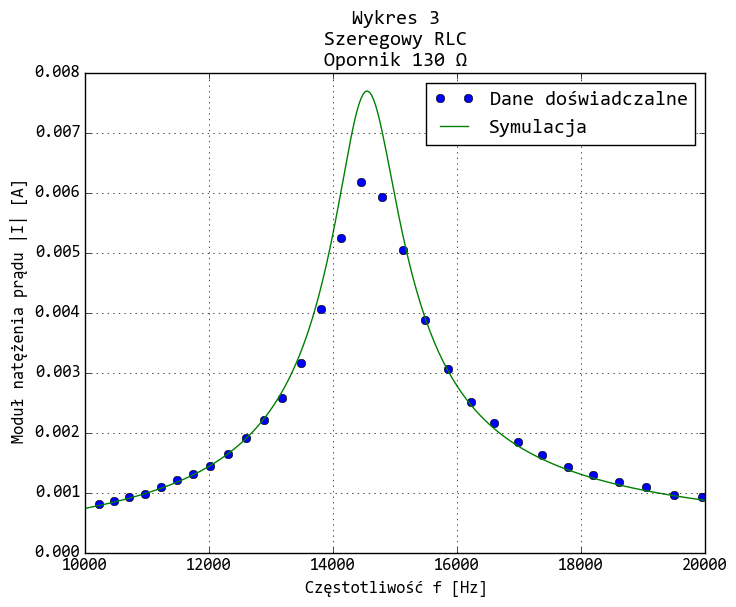 Wykres 3
Szeregowy RLC
Opornik 130 Ω
0.008
0.007
0.006
0.005
0.004
0.003
0.002
0.001
0.000
Moduł natężenia prądu |I| [A]
Dane doświadczalne
Symulacja
10000 12000 14000 16000 18000 20000
Częstotliwość f [Hz]